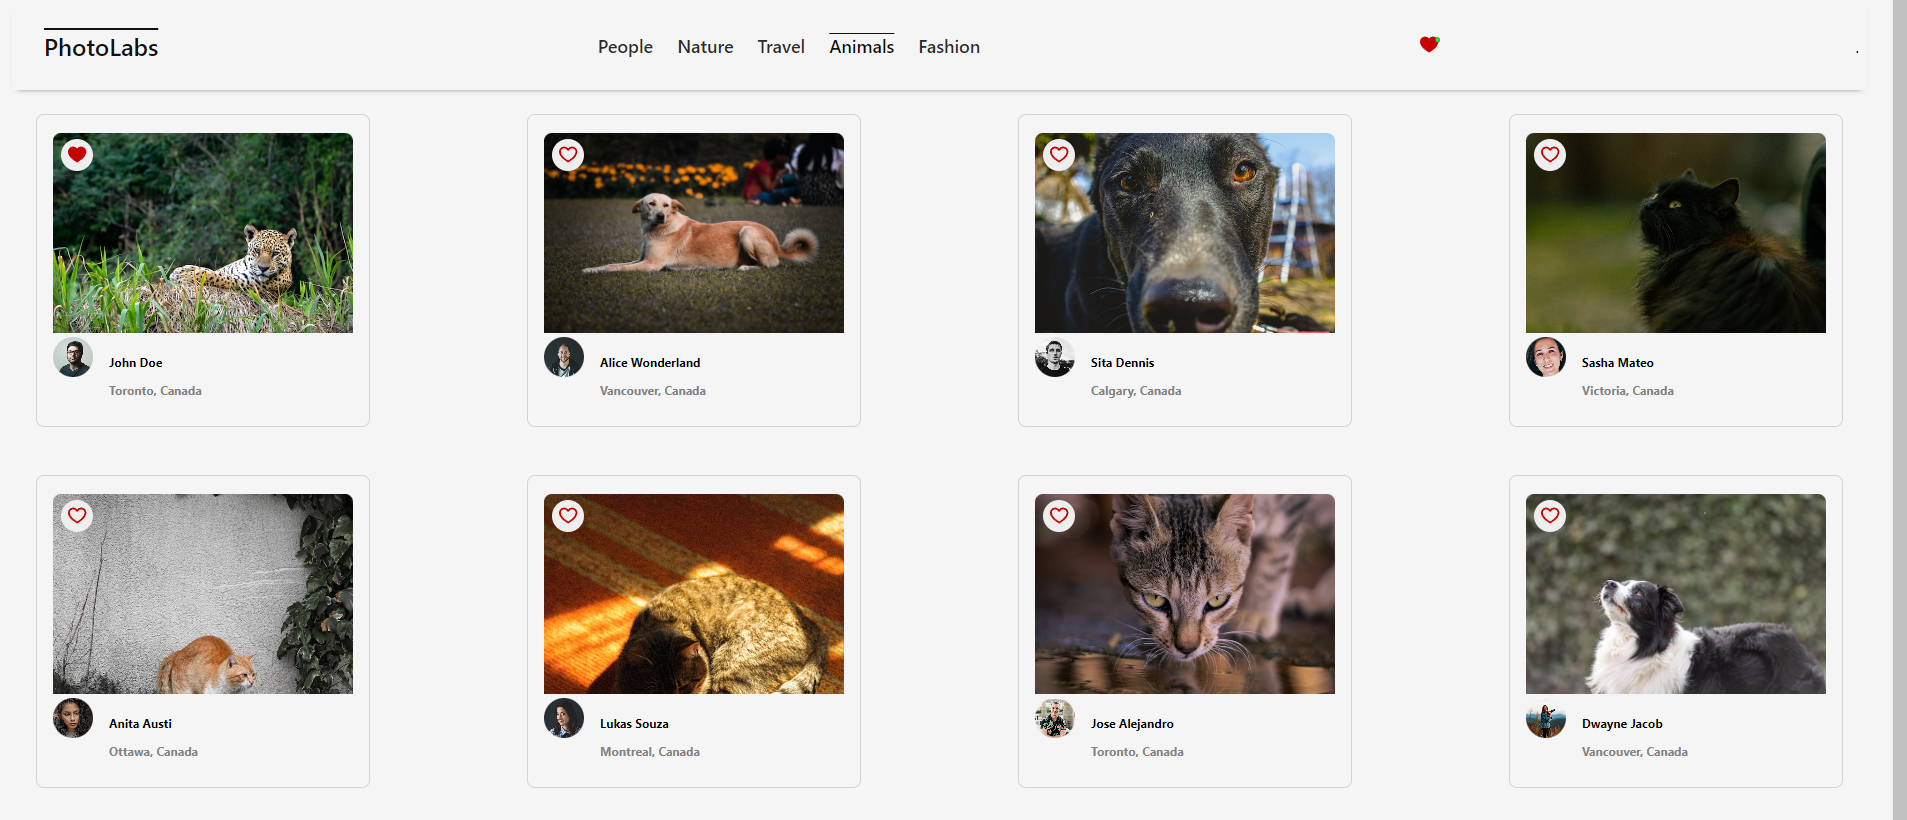 PhotoLabs
People Nature Travel Animals Fashion
.
John Doe
Toronto, Canada
Alice Wonderland
Vancouver, Canada
Sita Dennis
Calgary, Canada
Sasha Mateo
Victoria, Canada
Anita Austi
Ottawa, Canada
Lukas Souza
Montreal, Canada
Jose Alejandro
Toronto, Canada
Dwayne Jacob
Vancouver, Canada